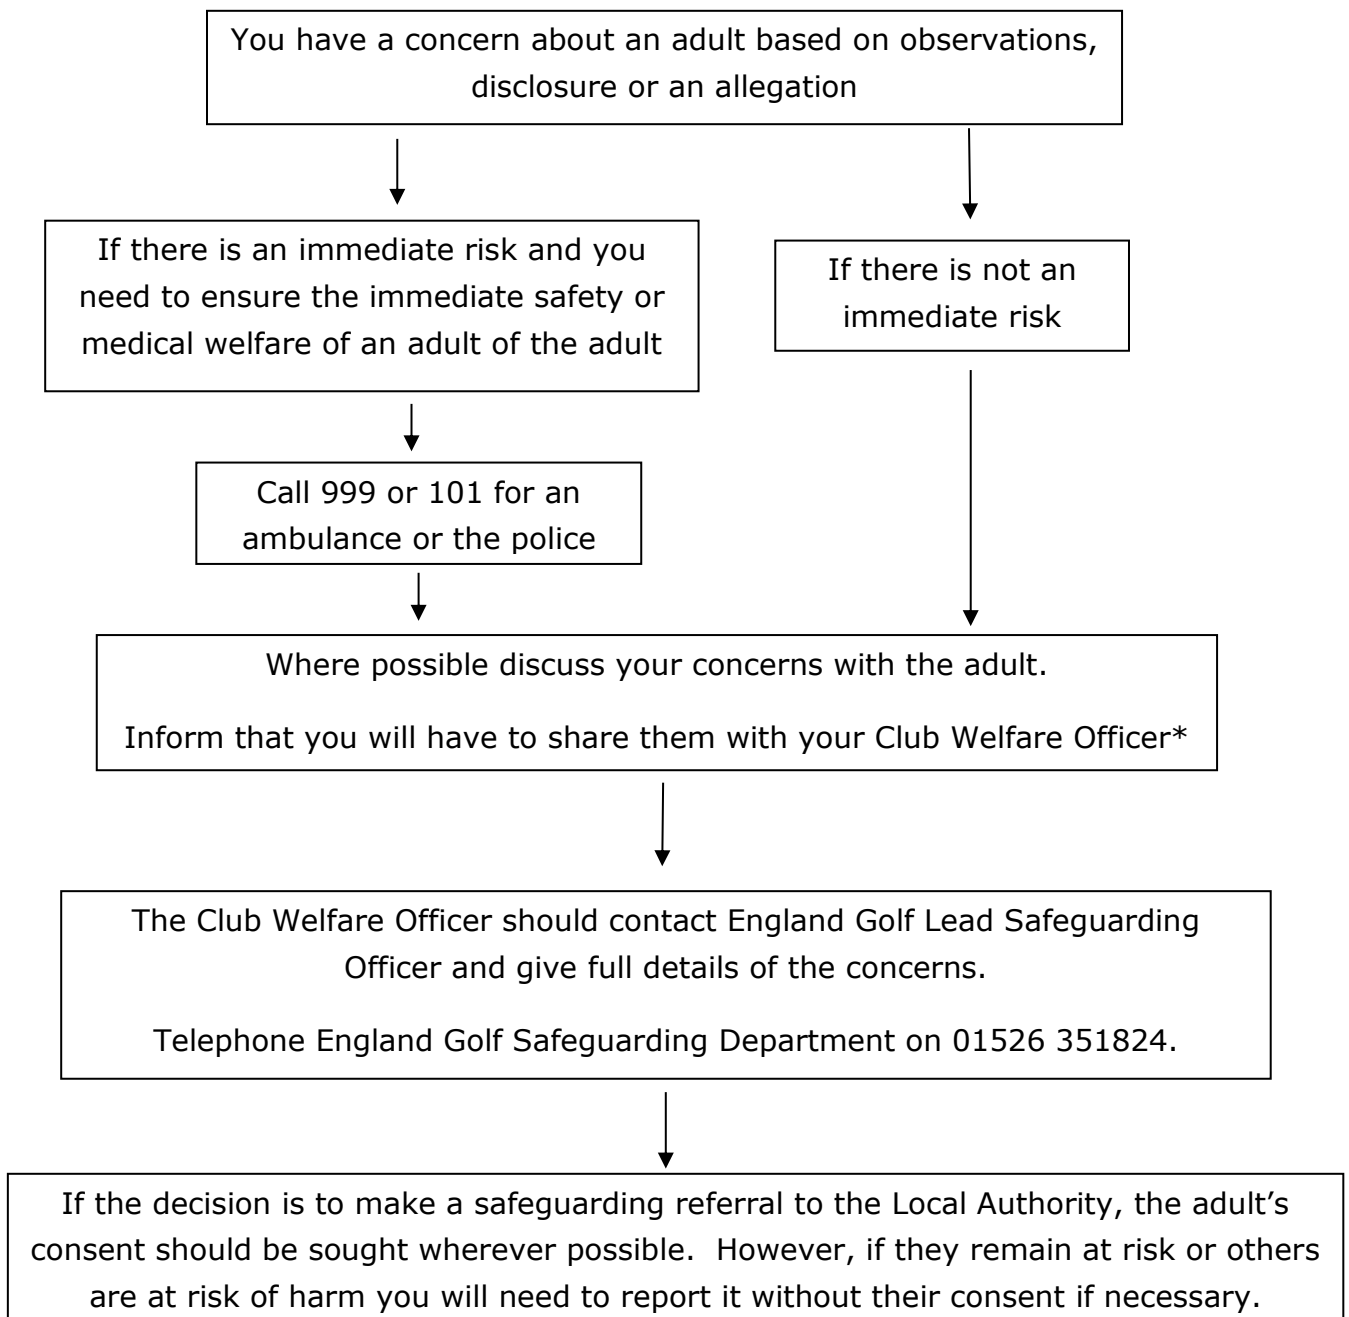 You have a concern about an adult based on observations,
disclosure or an allegation
If there is an immediate risk and you
need to ensure the immediate safety or
medical welfare of an adult of the adult
If there is not an
immediate risk
Call 999 or 101 for an
ambulance or the police
Where possible discuss your concerns with the adult.
Inform that you will have to share them with your Club Welfare Officer*
The Club Welfare Officer should contact England Golf Lead Safeguarding
Officer and give full details of the concerns.
Telephone England Golf Safeguarding Department on 01526 351824.
If the decision is to make a safeguarding referral to the Local Authority, the adult’s
consent should be sought wherever possible.  However, if they remain at risk or others
are at risk of harm you will need to report it without their consent if necessary.